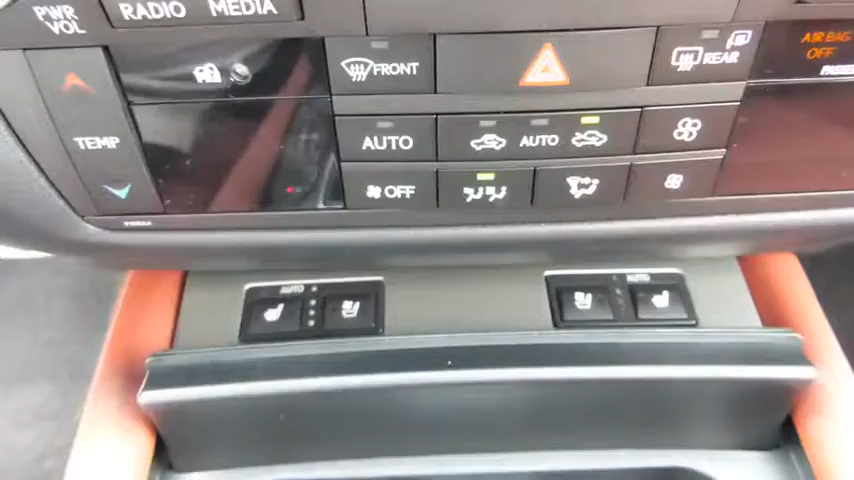 PWR
VOL
RADIO
MEDIA
FRONT
REAR
AIR BAG
OFF
TEMP
AUTO
AUTO
OFF
AUTO
AUTO